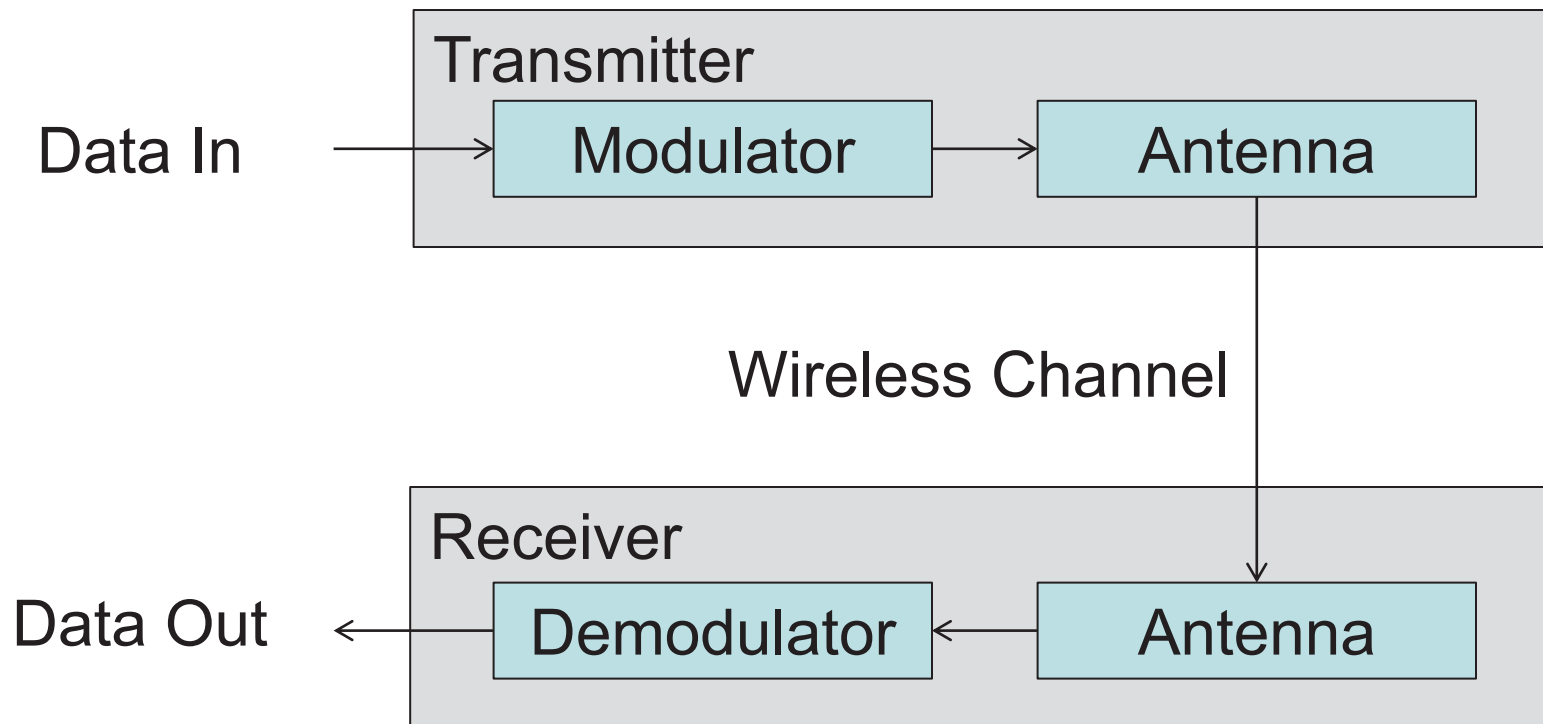 Transmitter
Data In
Modulator
Antenna
Wireless Channel
Receiver
Data Out
Demodulator
Antenna